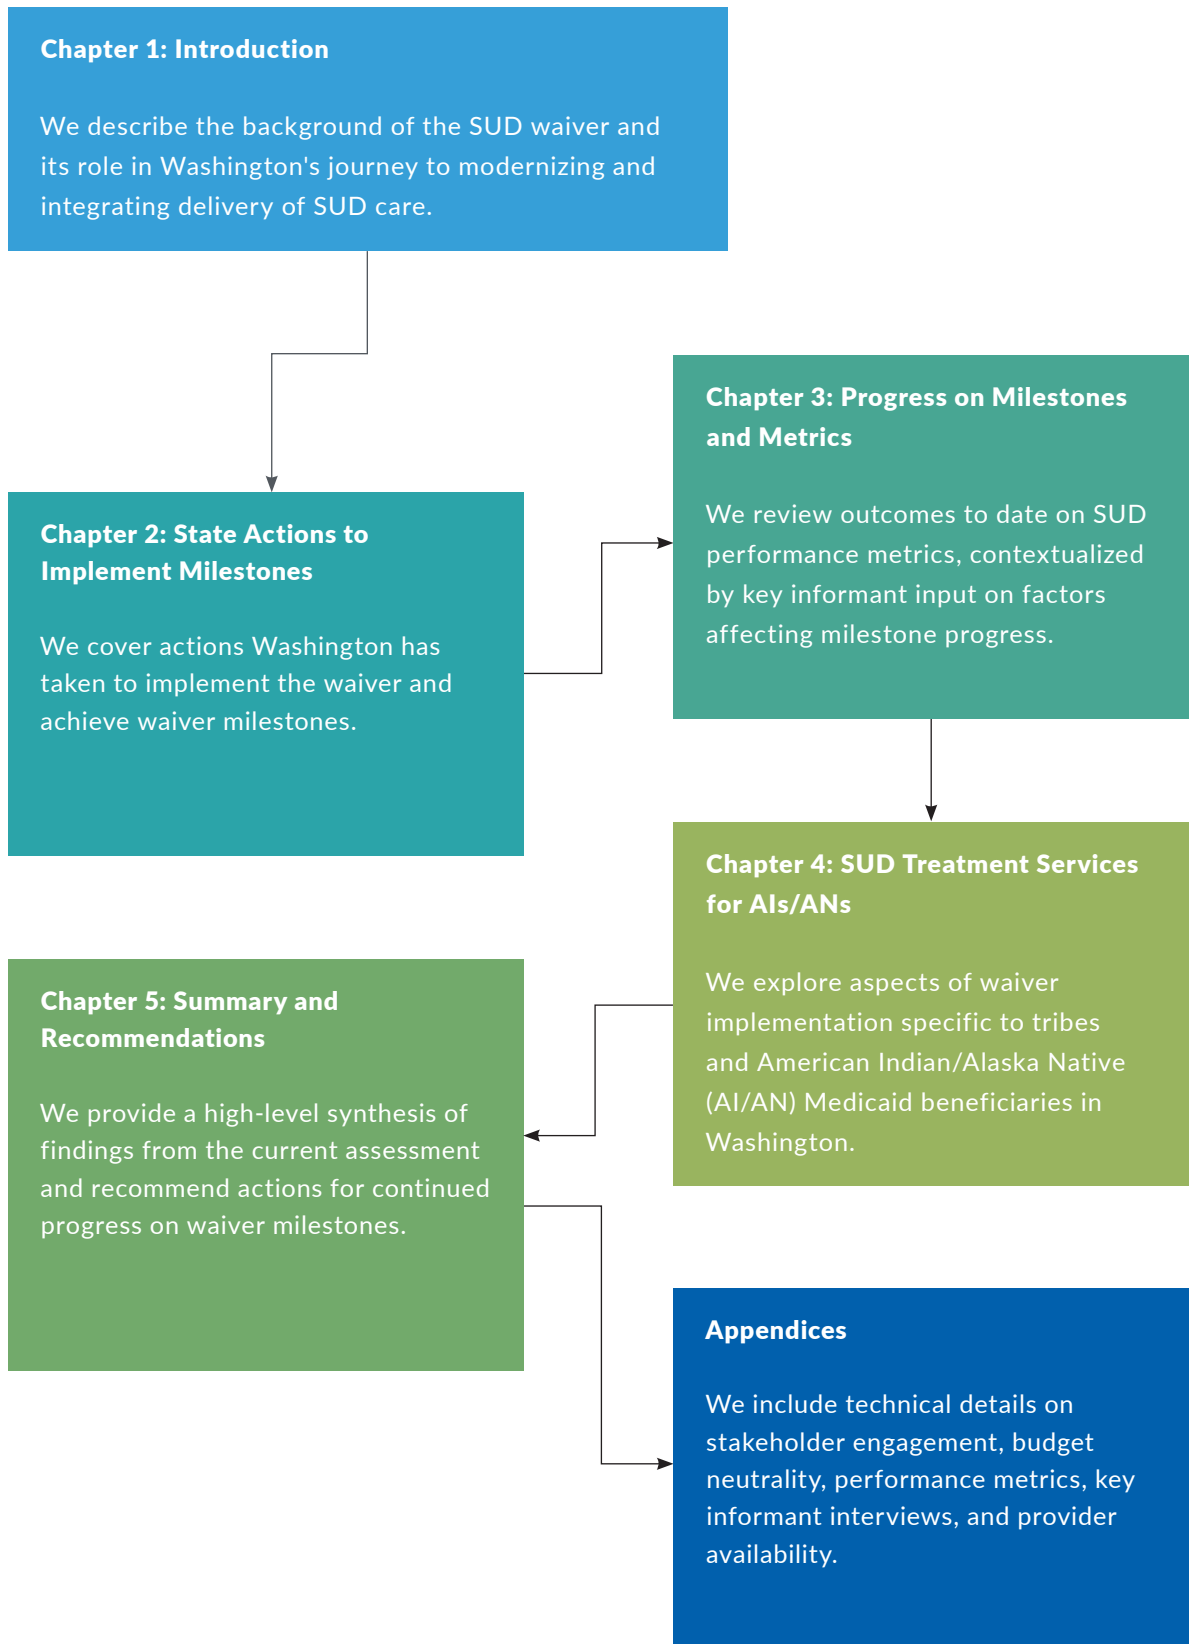 Chapter 1: Introduction
We describe the background of the SUD waiver and
its role in Washington's journey to modernizing and
integrating delivery of SUD care.
Chapter 2: State Actions to
Implement Milestones
We cover actions Washington has
taken to implement the waiver and
achieve waiver milestones.
Chapter 3: Progress on Milestones
and Metrics
We review outcomes to date on SUD
performance metrics, contextualized
by key informant input on factors
affecting milestone progress.
Chapter 4: SUD Treatment Services
for AIs/ANs
We explore aspects of waiver
implementation specific to tribes
and American Indian/Alaska Native
(AI/AN) Medicaid beneficiaries in
Washington.
Chapter 5: Summary and
Recommendations
We provide a high-level synthesis of
findings from the current assessment
and recommend actions for continued
progress on waiver milestones.
Appendices
We include technical details on
stakeholder engagement, budget
neutrality, performance metrics, key
informant interviews, and provider
availability.